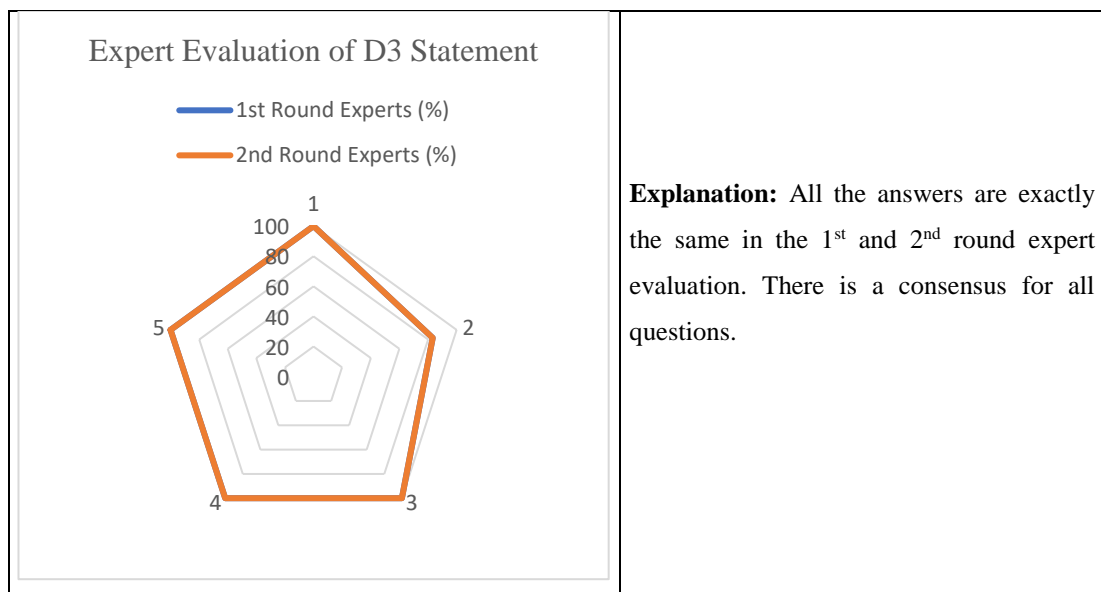 Expert Evaluation of D3 Statement
1st Round Experts (%)
2nd Round Experts (%)
1
100
80
60
40
20
0
5
2
4
3
Explanation: All the answers are exactly
the same in the 1st and 2nd round expert
evaluation. There is a consensus for all
questions.